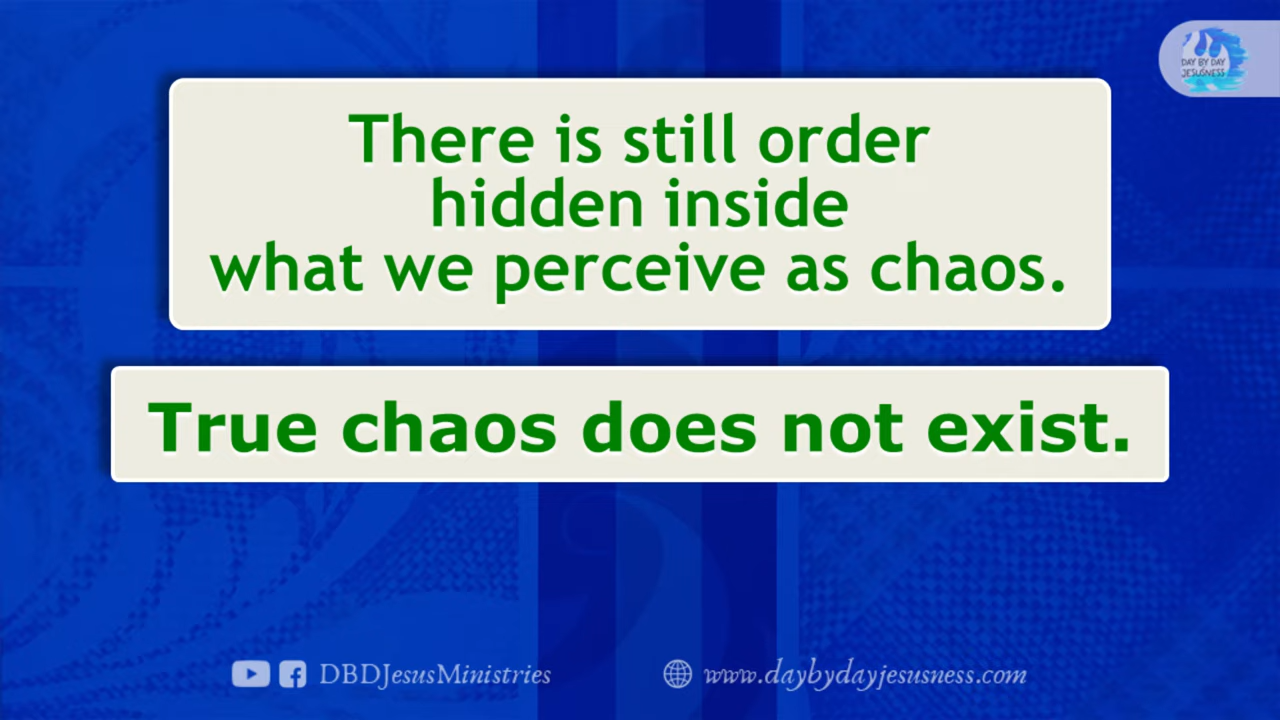 DAY BY DAY
JESUSNESS
There is still order
hidden inside
what we perceive as chaos.
True chaos does not exist.
DBDJesusMinistries
www.daybydayjesusness.com